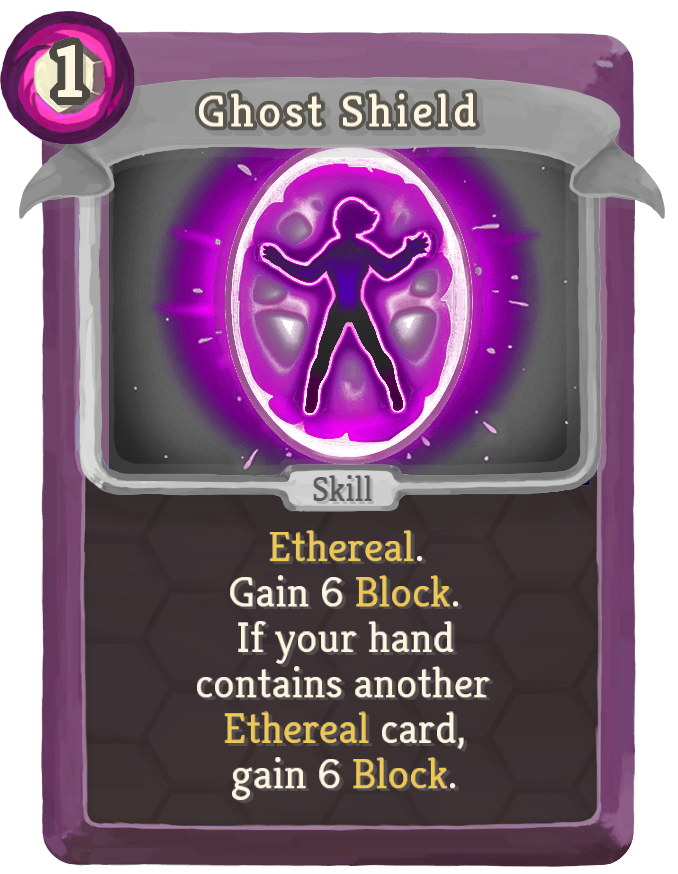 1
Ghost Shield
Skill
Ethereal.
Gain 6 Block.
If your hand
contains another
Ethereal card,
gain 6 Block.